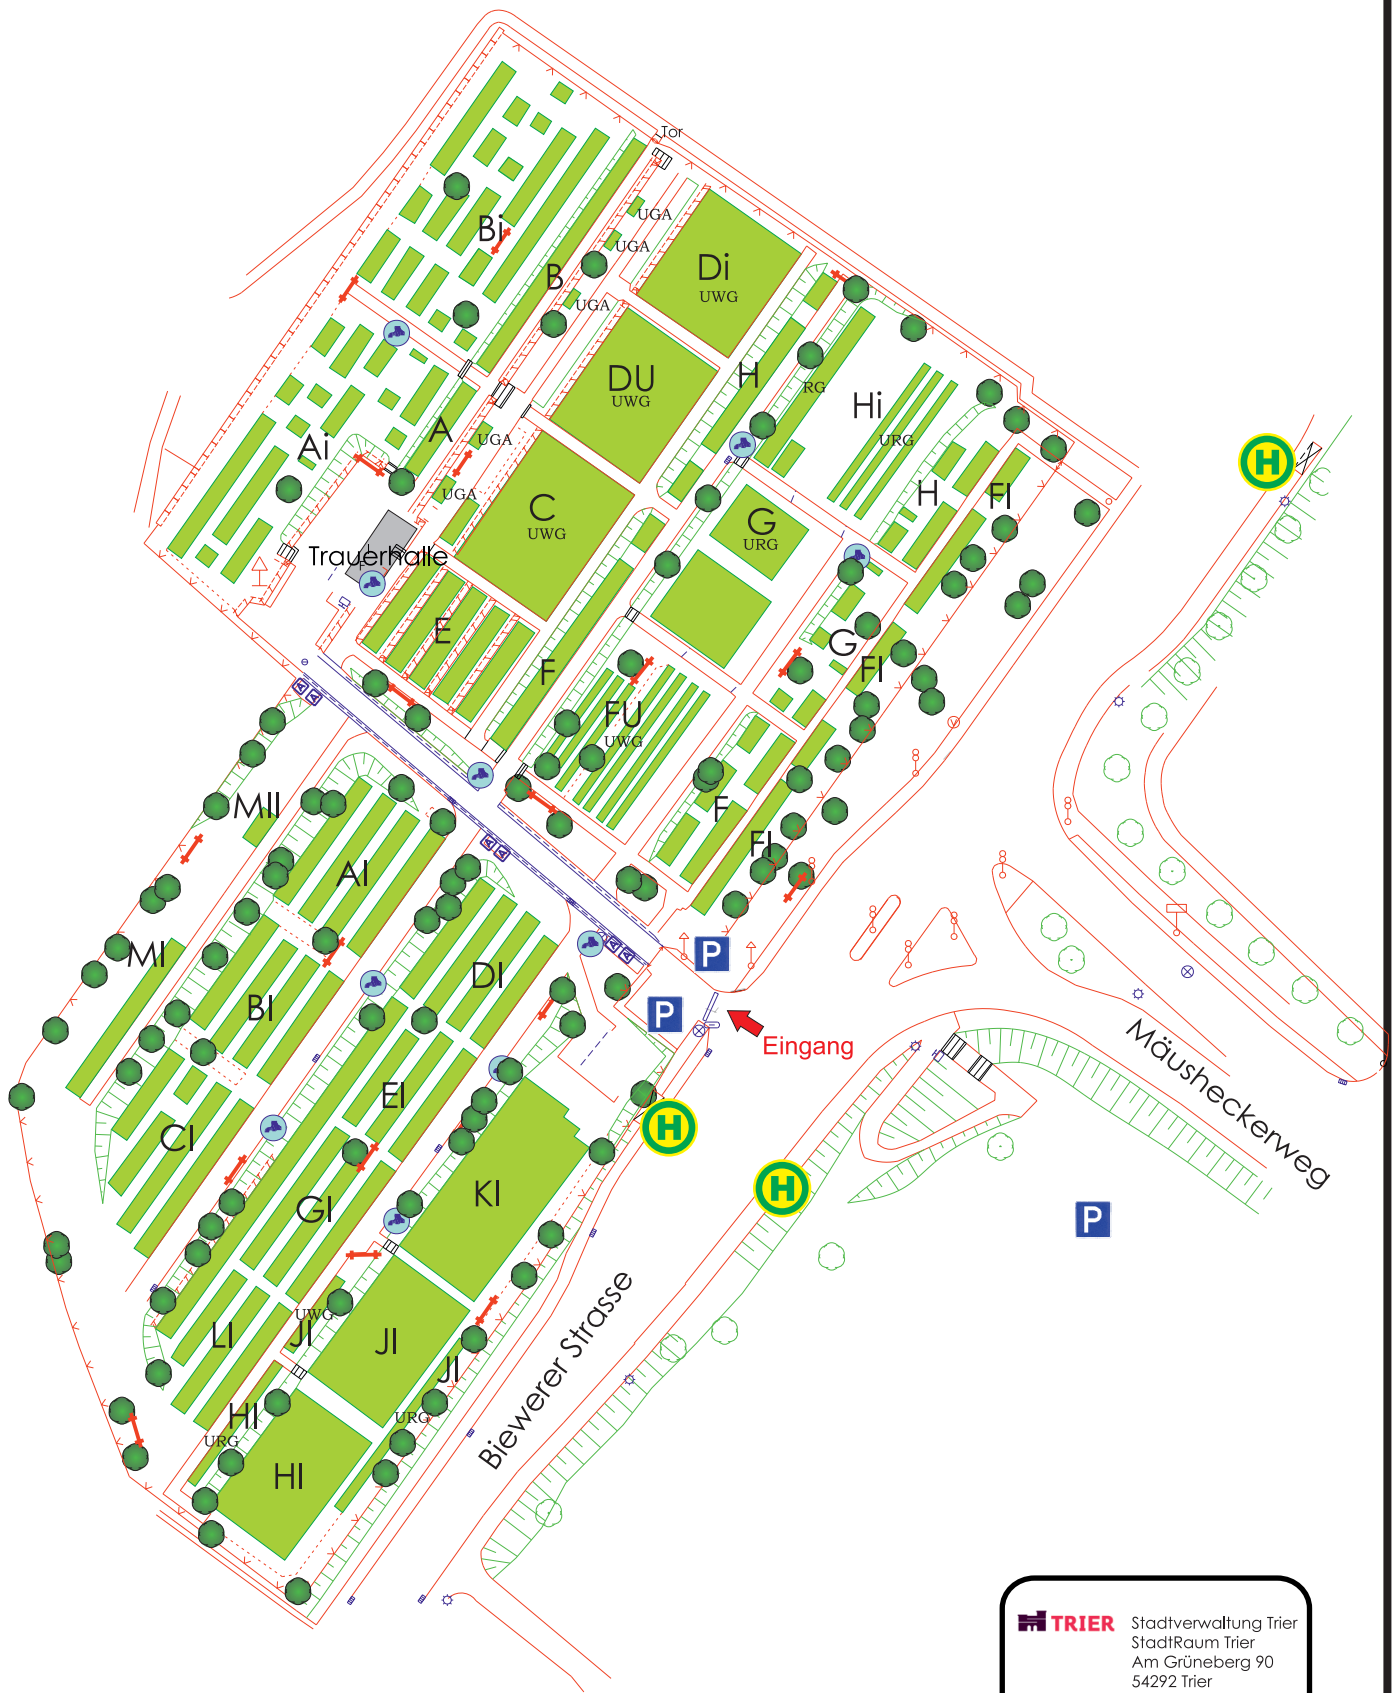 Tor
UGA
Bi
UGA
Di
UWG
B
UGA
DU
UWG
H
RG
Hi
URG
A
UGA
Ai
UGA
H
H
FI
C
UWG
G
URG
Trauerhalle
E
G
FI
F
FU
UWG
MII
F
FI
AI
P
MI
DI
BI
P
Eingang
Mäusheckerweg
EI
H
CI
H
KI
GI
P
UWG
LI
JI
JI
JI
Biewerer Strasse
HI
URG
URG
HI
TRIER
Stadtverwaltung Trier
StadtRaum Trier
Am Grüneberg 90
54292 Trier